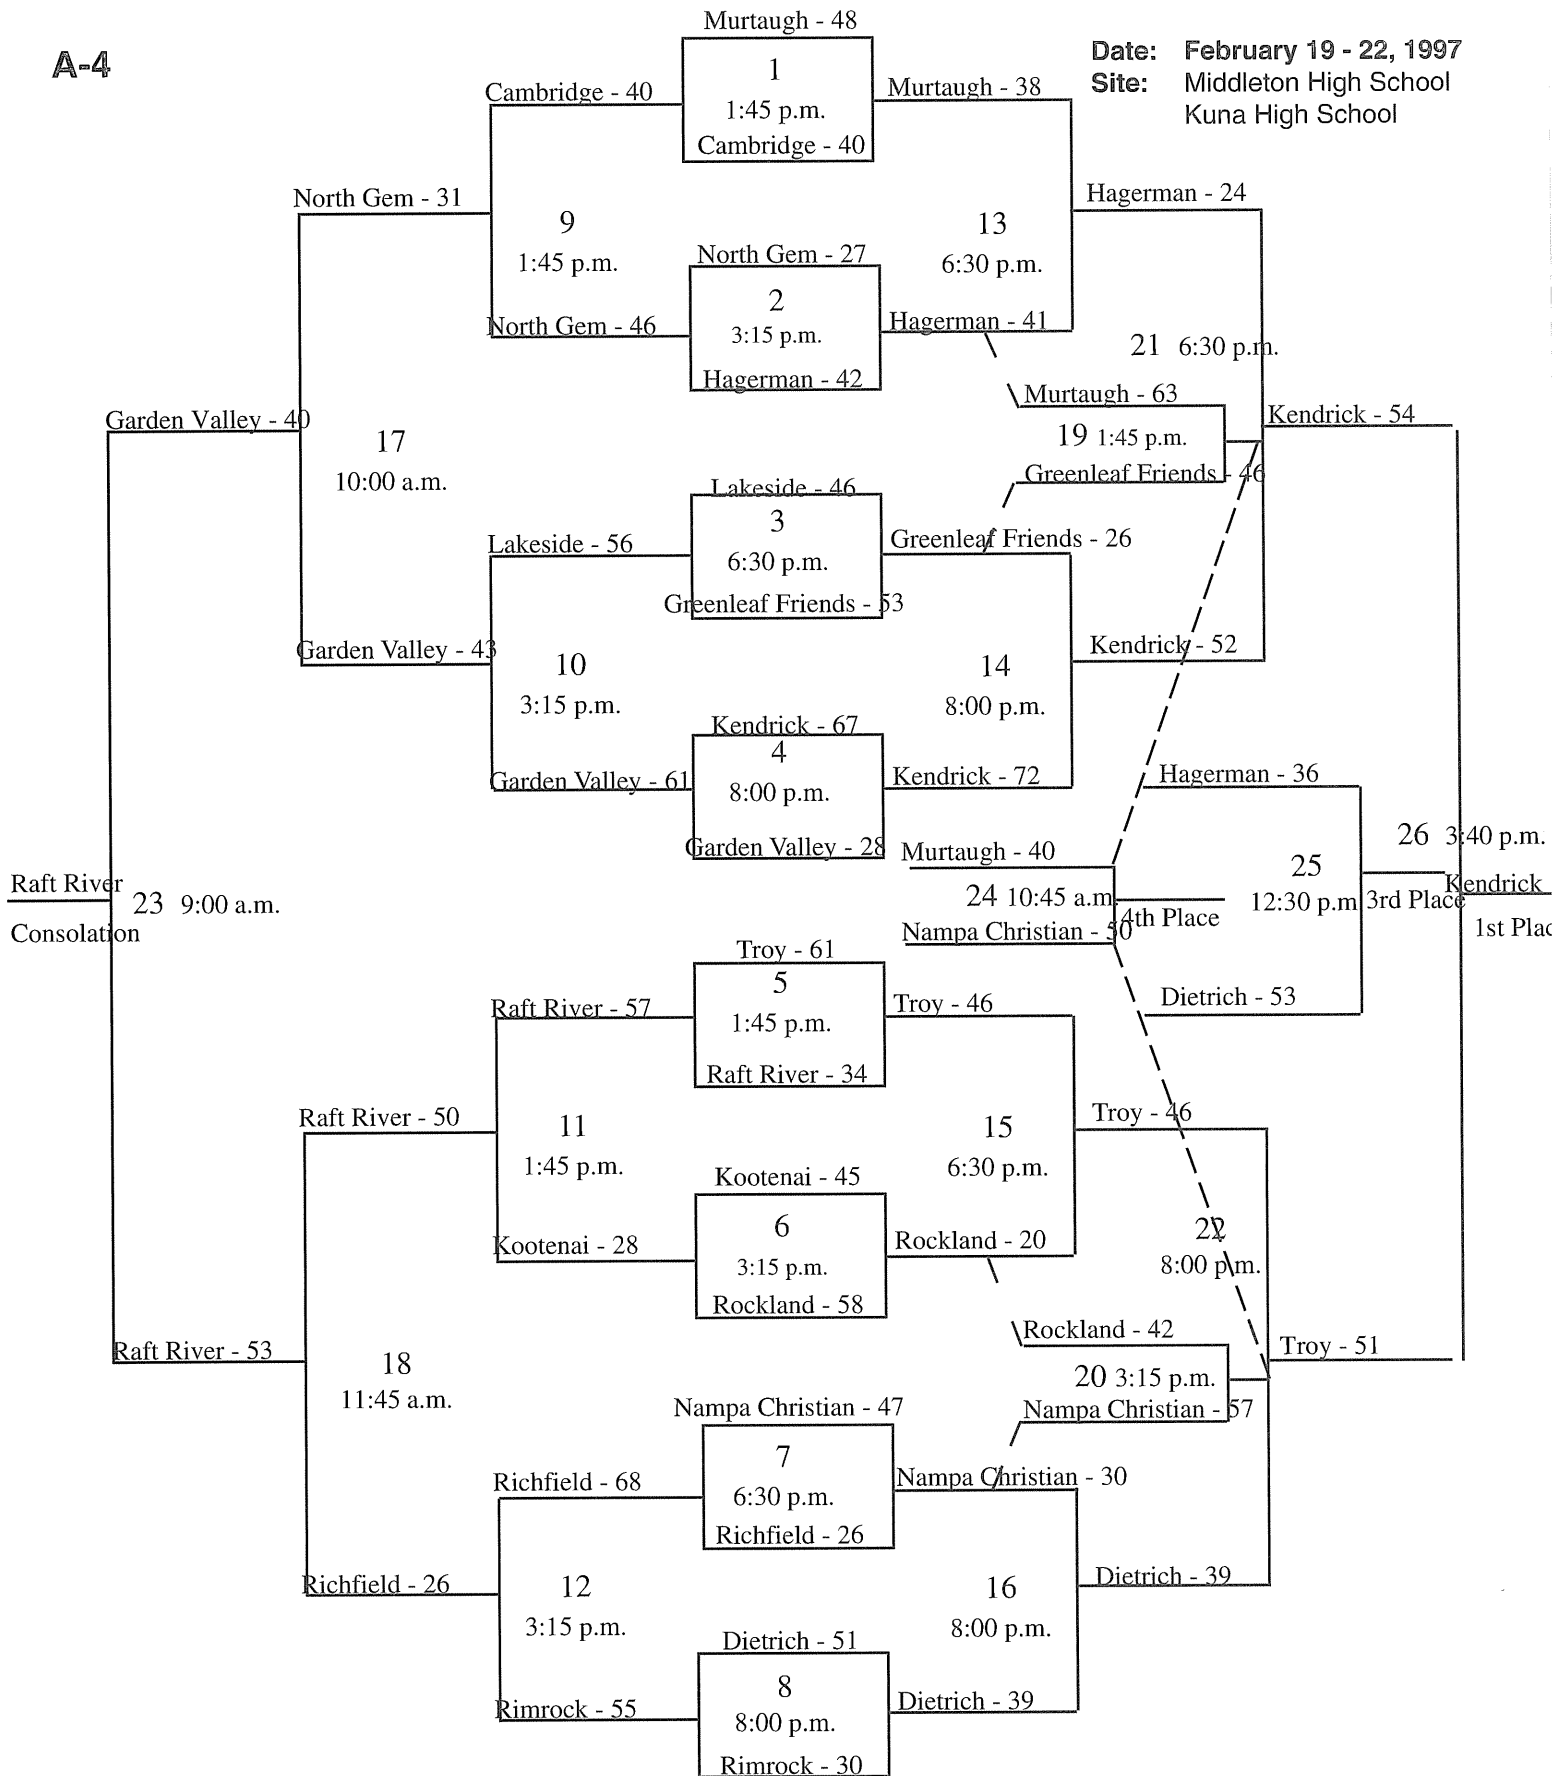 Murtaugh - 48
A-4
Date: February 19 - 22, 1997
Site: Middleton High School
Kuna High School
1
Cambridge - 40
Murtaugh - 38
1:45 p.m.
Cambridge - 40
North Gem - 31
Hagerman - 24
9
13
1:45 p.m.
North Gem - 27
6:30 p.m.
2
North Gem - 46
3:15 p.m.
Hagerman - 41
21 6:30 p.m.
Hagerman - 42
Murtaugh - 63
Garden Valley - 40
Kendrick - 54
17
19 1:45 p.m.
10:00 a.m.
Greenleaf Friends - 46
Lakeside - 46
3
Lakeside - 56
Greenleaf Friends - 26
6:30 p.m.
Greenleaf Friends - 53
Garden Valley - 43
Kendrick - 52
10
14
3:15 p.m.
8:00 p.m.
Kendrick - 67
4
Garden Valley - 61
Kendrick - 72
Hagerman - 36
8:00 p.m.
26 3:40 p.m.
Garden Valley - 28
Murtaugh - 40
25
Raft River
Kendrick
23 9:00 a.m.
24 10:45 a.m.
12:30 p.m
3rd Place
4th Place
Consolation
Nampa Christian - 50
1st Plac
Troy - 61
5
Raft River - 57
Troy - 46
Dietrich - 53
1:45 p.m.
Raft River - 34
Raft River - 50
Troy - 46
11
15
1:45 p.m.
6:30 p.m.
Kootenai - 45
6
22
Kootenai - 28
Rockland - 20
3:15 p.m.
8:00 p.m.
Rockland - 58
Rockland - 42
Raft River - 53
Troy - 51
18
20 3:15 p.m.
11:45 a.m.
Nampa Christian - 47
Nampa Christian - 57
7
Richfield - 68
Nampa Christian - 30
6:30 p.m.
Richfield - 26
Richfield - 26
Dietrich - 39
12
16
3:15 p.m.
8:00 p.m.
Dietrich - 51
8
Rimrock - 55
Dietrich - 39
8:00 p.m.
Rimrock - 30